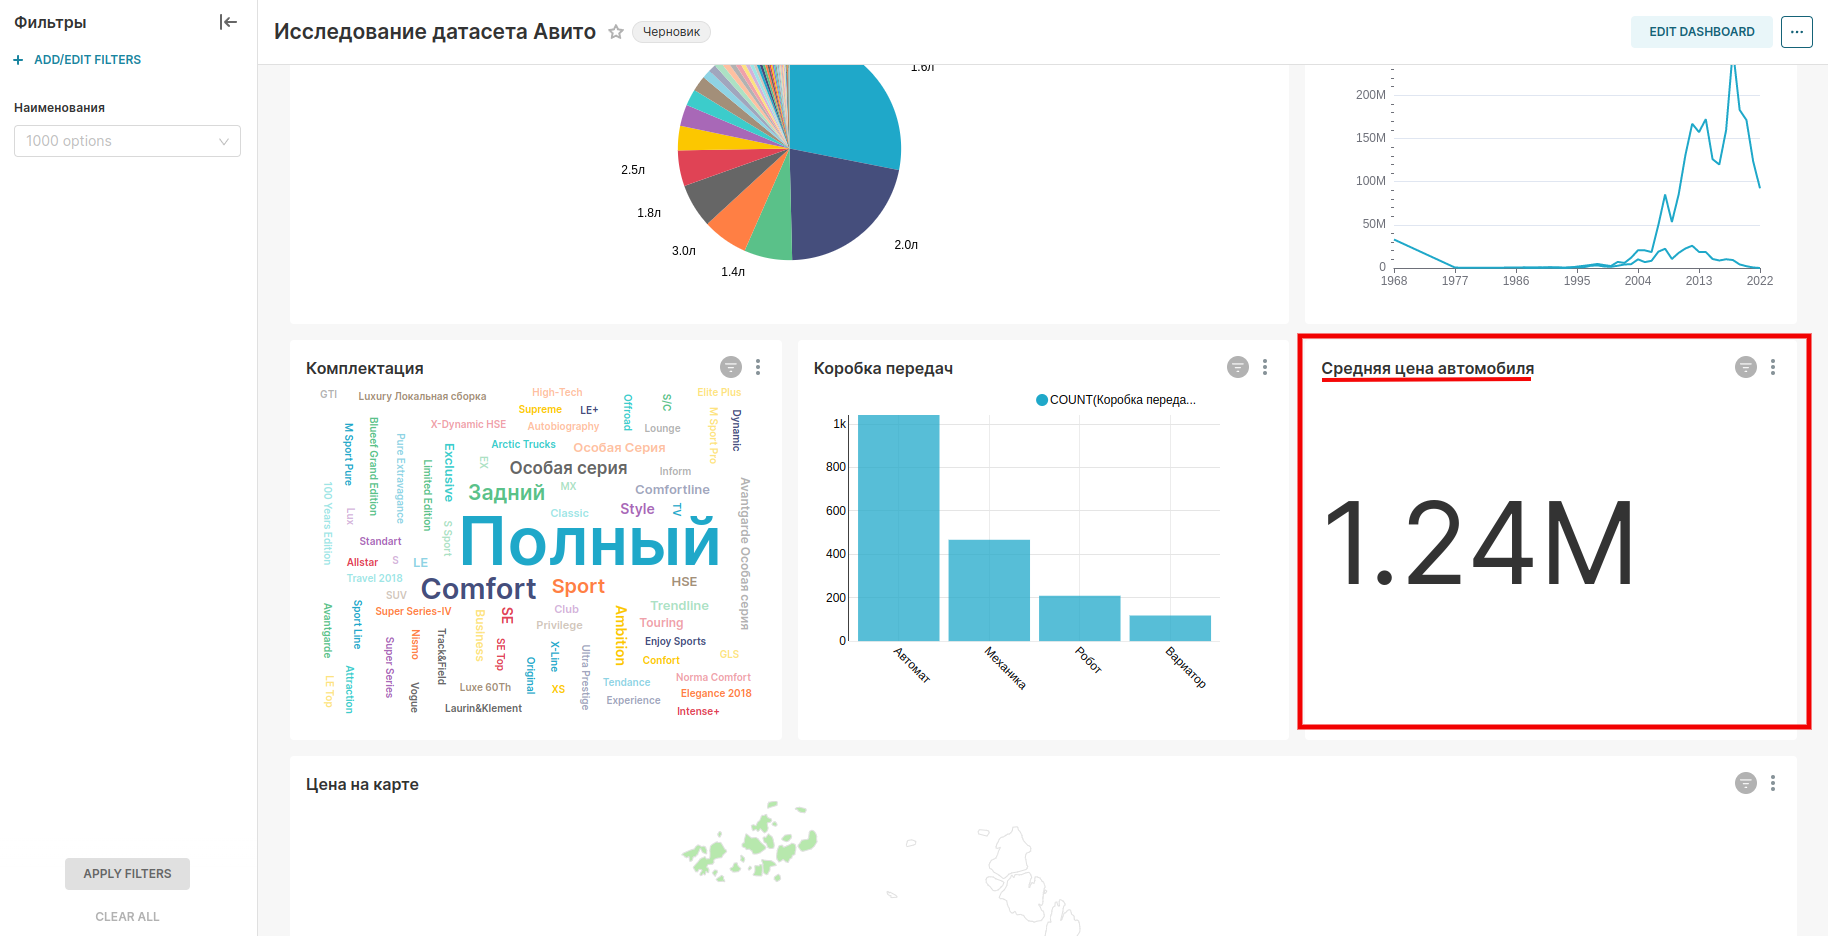 Фильтры
ADD/EDIT FILTERS
Наименования
1000 options
APPLY FILTERS
CLEAR ALL
Исследование датасета Авито
Черновик
EDIT DASHBOARD
1.6л
2.5л
1.8л
3.0л
1.4л
2.0л
200M
150M
100M
50M
0
1968 1977 1986 1995 2004 2013 2022
Комплектация
GTI
Luxury Локальная сборка
High-Tech
Elite Plus
Supreme
LE+
Offroad
S/C
M Sport Pro
Dynamic
X-Dynamic HSE
Autobiography
Lounge
M Sport Pure
Blueef Grand Edition
Pure Extravagance
Limited Edition
Exclusive
EX
Arctic Trucks
Особая Серия
Особая серия
Inform
Задний
MX
Comfortline
Avantgarde Особая серия
100 Years Edition
Lux
Classic
Style
TV
S Sport
Полный
Standart
Allstar
S
LE
Travel 2018
SUV
Comfort
Sport
HSE
Super Series-IV
Club
Trendline
Privilege
Touring
Avantgarde
Sport Line
Super Series
Nismo
Track&Field
Business
SE
SE Top
Original
X-Line
Ultra Prestige
Ambition
Enjoy Sports
Confort
GLS
LE Top
Attraction
Vogue
Luxe 60Th
XS
Tendance
Norma Comfort
Experience
Elegance 2018
Laurin&Klement
Intense+
Коробка передач
COUNT(Коробка переда...
1k
800
600
400
200
0
Автомат
Механика
Робот
Вариатор
Средняя цена автомобиля
1.24M
Цена на карте